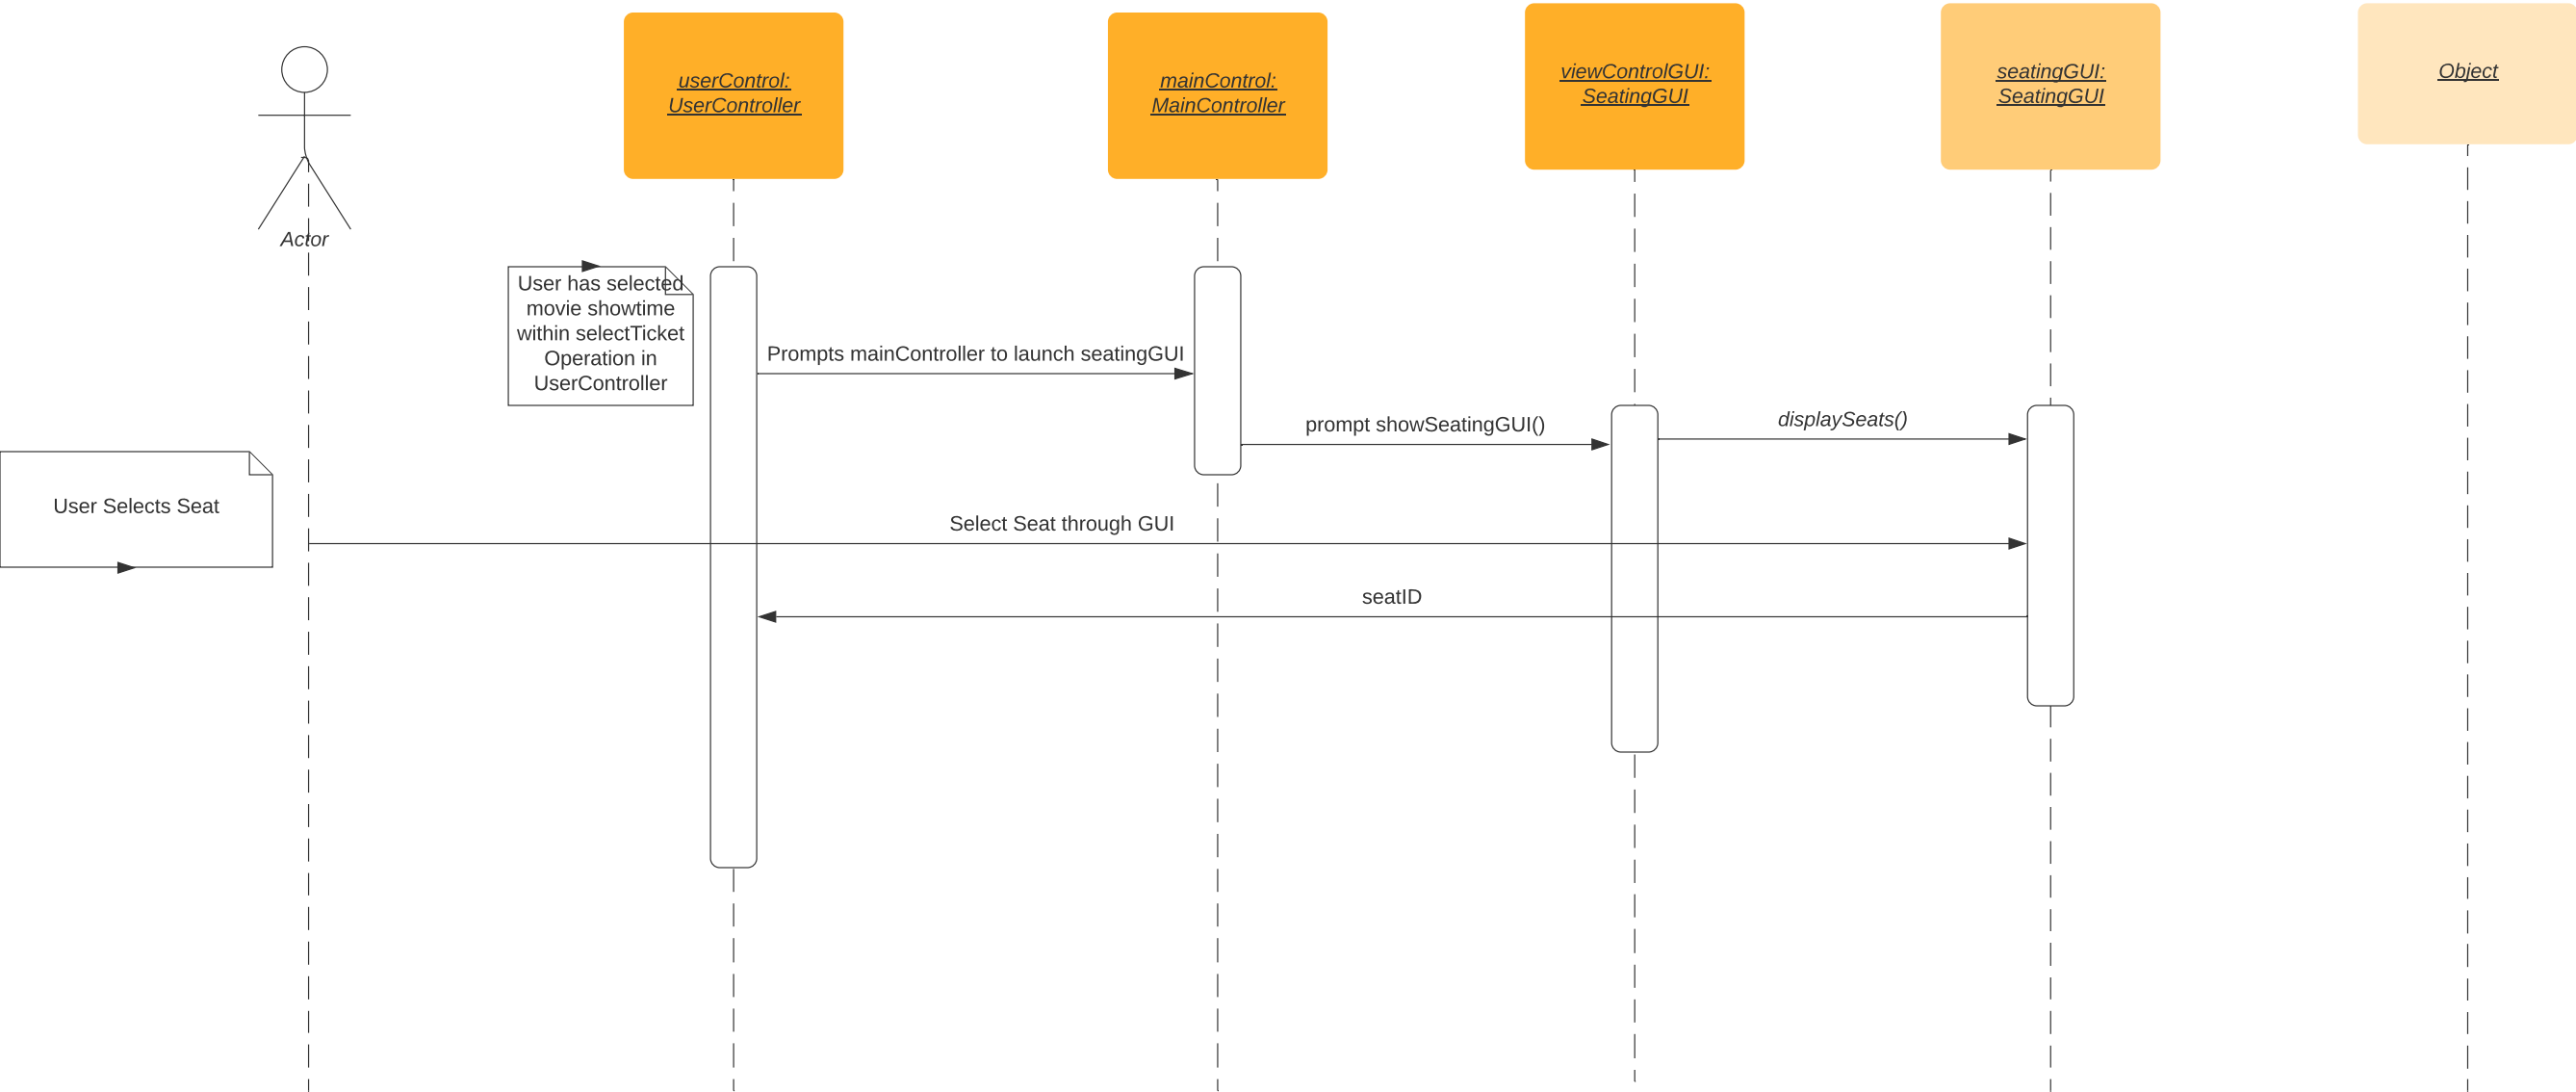 userControl:
UserController
mainControl:
MainController
viewControlGUI:
SeatingGUI
seatingGUI:
SeatingGUI
Object
Actor
User has selected
movie showtime
within selectTicket
Operation in
UserController
Prompts mainController to launch seatingGUI
prompt showSeatingGUI()
displaySeats()
User Selects Seat
Select Seat through GUI
seatID